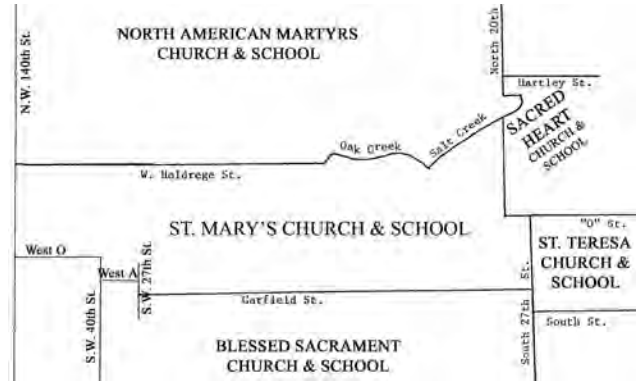 N.W. 140th St.
NORTH AMERICAN MARTYRS
CHURCH & SCHOOL
North 20th
Hartley St.
SACRED
HEART
CHURCH &
SCHOOL
Oak Creek
Salt Creek
W. Holdrege St.
ST. MARY'S CHURCH & SCHOOL
"O" St.
ST. TERESA
CHURCH &
SCHOOL
West O
West A
S.W. 27th St.
S.W. 40th St.
Garfield St.
South 27th St.
South St.
BLESSED SACRAMENT
CHURCH & SCHOOL